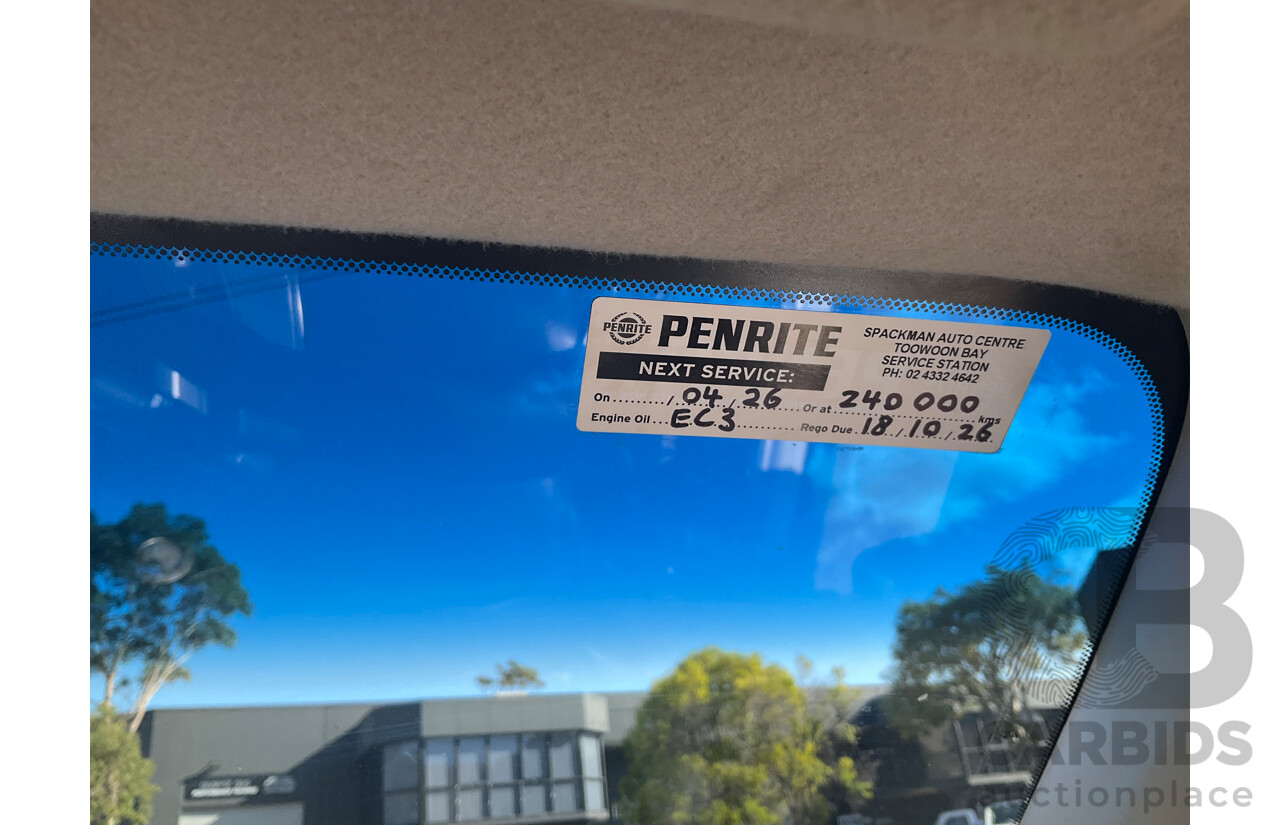 PENRITE
PENRITE
NEXT SERVICE:
SPACKMAN AUTO CENTRE
TOOWOON BAY
SERVICE STATION
PH: 02 4332 4642
On ........./04/26 Or at 240 000 kms
Engine Oil ...EC3............. Rego Due .18/10/26
CARBIDS
auctionplace